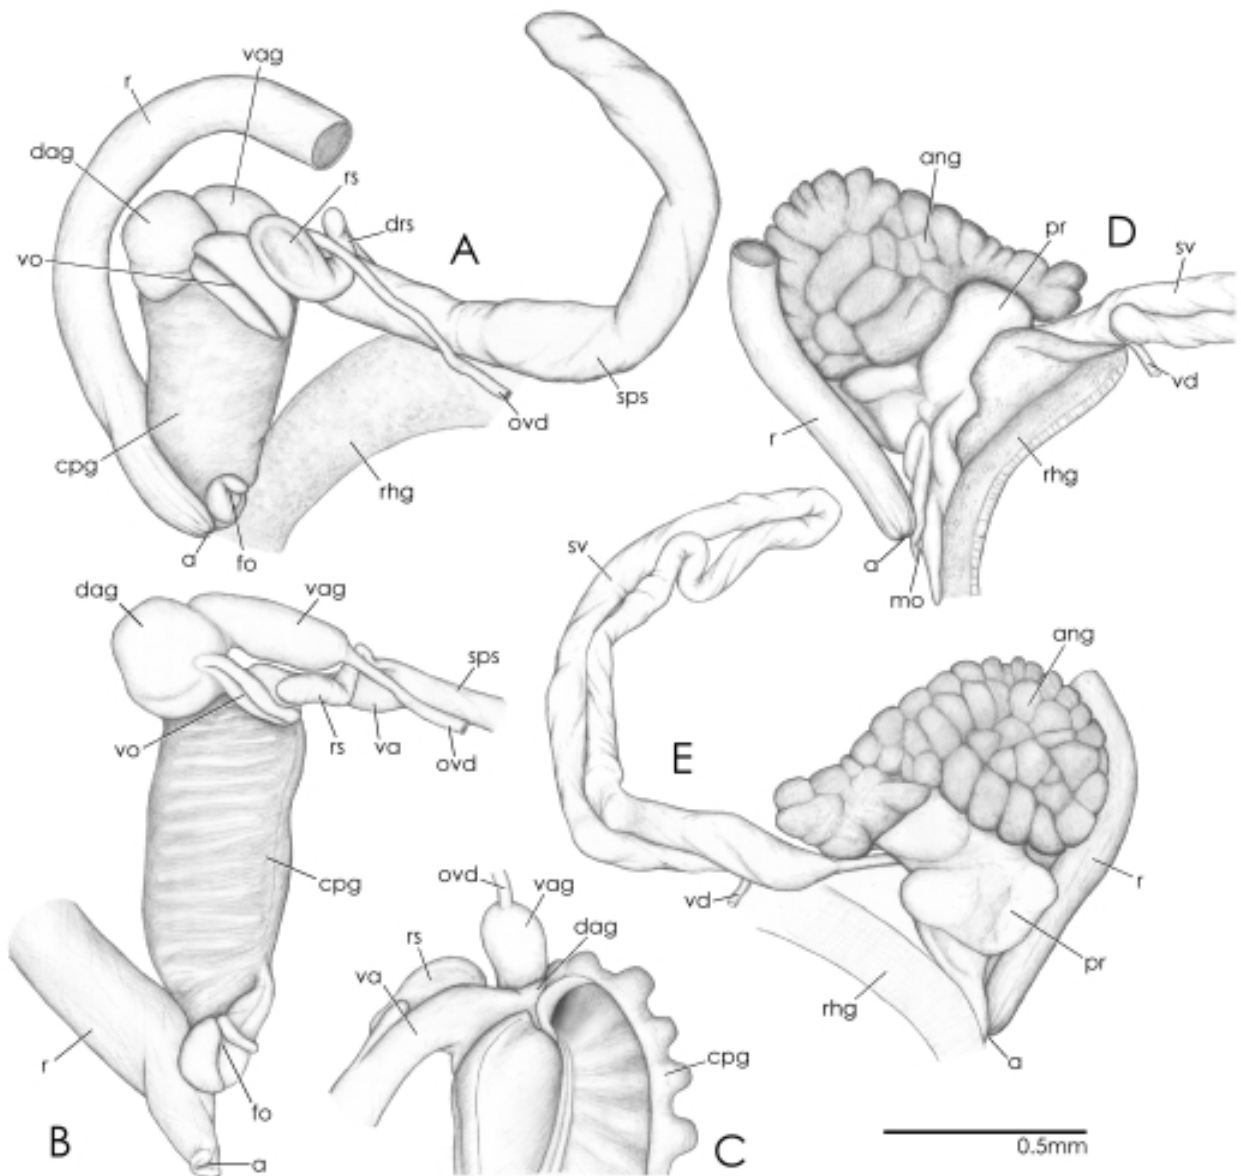 r
vag
dag
rs
drs
A
vo
sps
ovd
cpg
rhg
a
fo
ang
pr
D
sv
vd
r
rhg
a
mo
dag
vag
sps
vo
rs
va
ovd
cpg
r
fo
B
a
sv
ang
E
vd
r
pr
rhg
a
ovd
vag
dag
rs
va
cpg
C
0.5mm